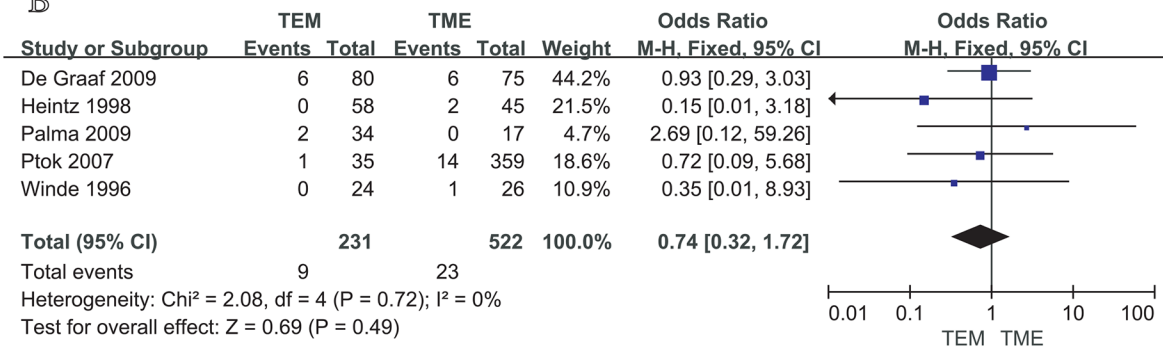 B
TEM TME Odds Ratio Odds Ratio
Study or Subgroup Events Total Events Total Weight M-H, Fixed, 95% CI M-H, Fixed, 95% CI
De Graaf 2009 6 80 6 75 44.2% 0.93 [0.29, 3.03]
Heintz 1998 0 58 2 45 21.5% 0.15 [0.01, 3.18]
Palma 2009 2 34 0 17 4.7% 2.69 [0.12, 59.26]
Ptok 2007 1 35 14 359 18.6% 0.72 [0.09, 5.68]
Winde 1996 0 24 1 26 10.9% 0.35 [0.01, 8.93]
Total (95% CI) 231 522 100.0% 0.74 [0.32, 1.72]
Total events 9 23
Heterogeneity: Chi² = 2.08, df = 4 (P = 0.72); I² = 0%
Test for overall effect: Z = 0.69 (P = 0.49)
0.01 0.1 1 10 100
TEM TME